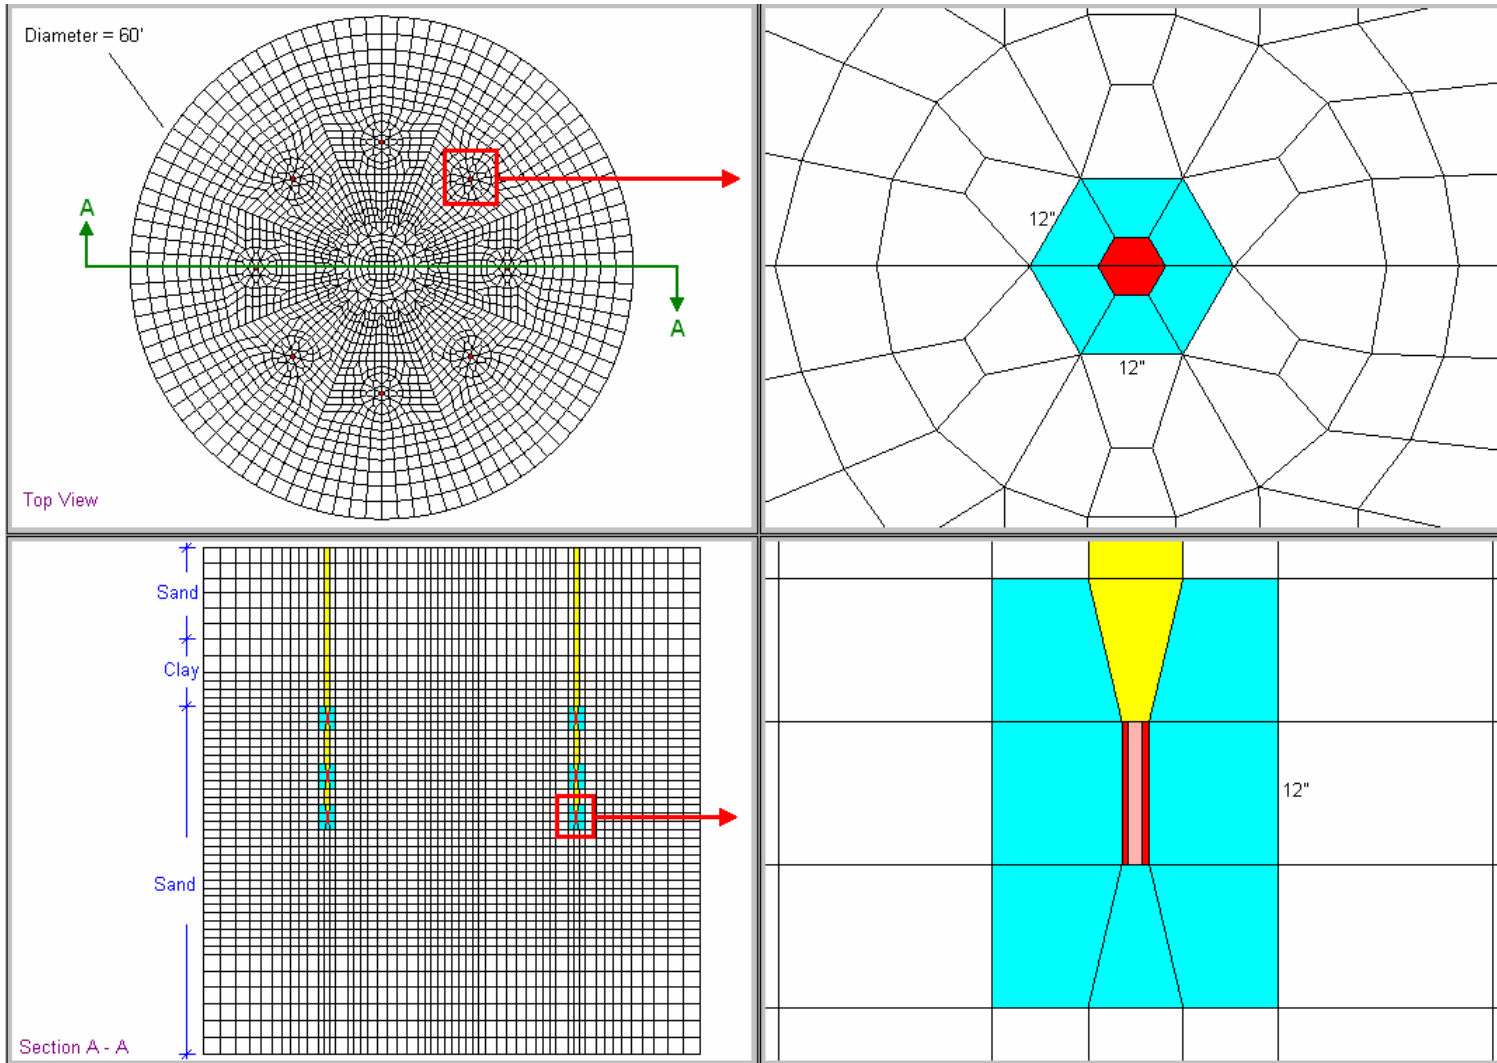 Diameter = 60'
A
A
Top View
12"
12"
Sand
Clay
Sand
Section A - A
12"